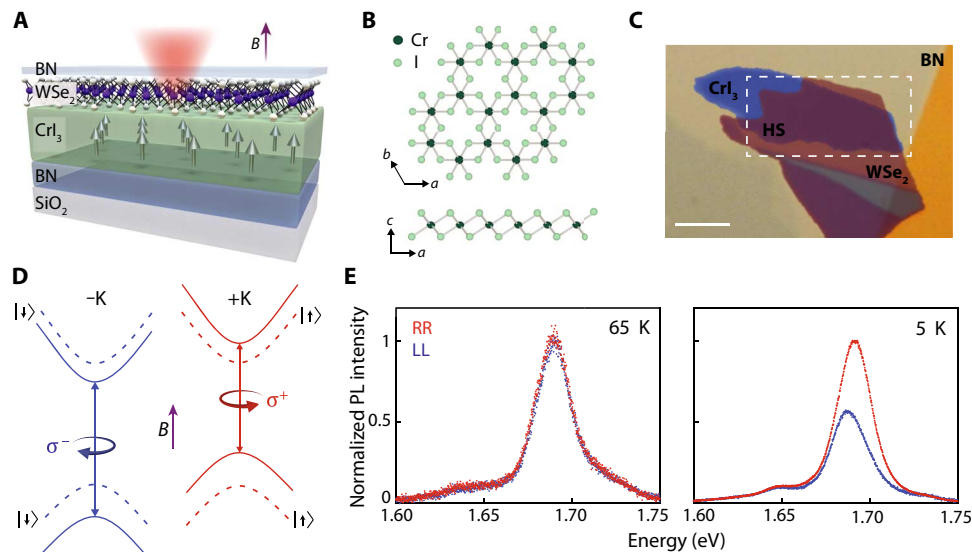 A
B
BN
WSe₂
CrI₃
BN
SiO₂
B
Cr
I
b
a
c
a
C
BN
CrI₃
HS
WSe₂
D
–K
+K
|↓⟩
|↑⟩
σ⁺
B
σ⁻
|↓⟩
|↑⟩
E
RR
LL
65 K
5 K
Normalized PL intensity
1
0.5
0
1.60 1.65 1.70 1.75
1.60 1.65 1.70 1.75
Energy (eV)